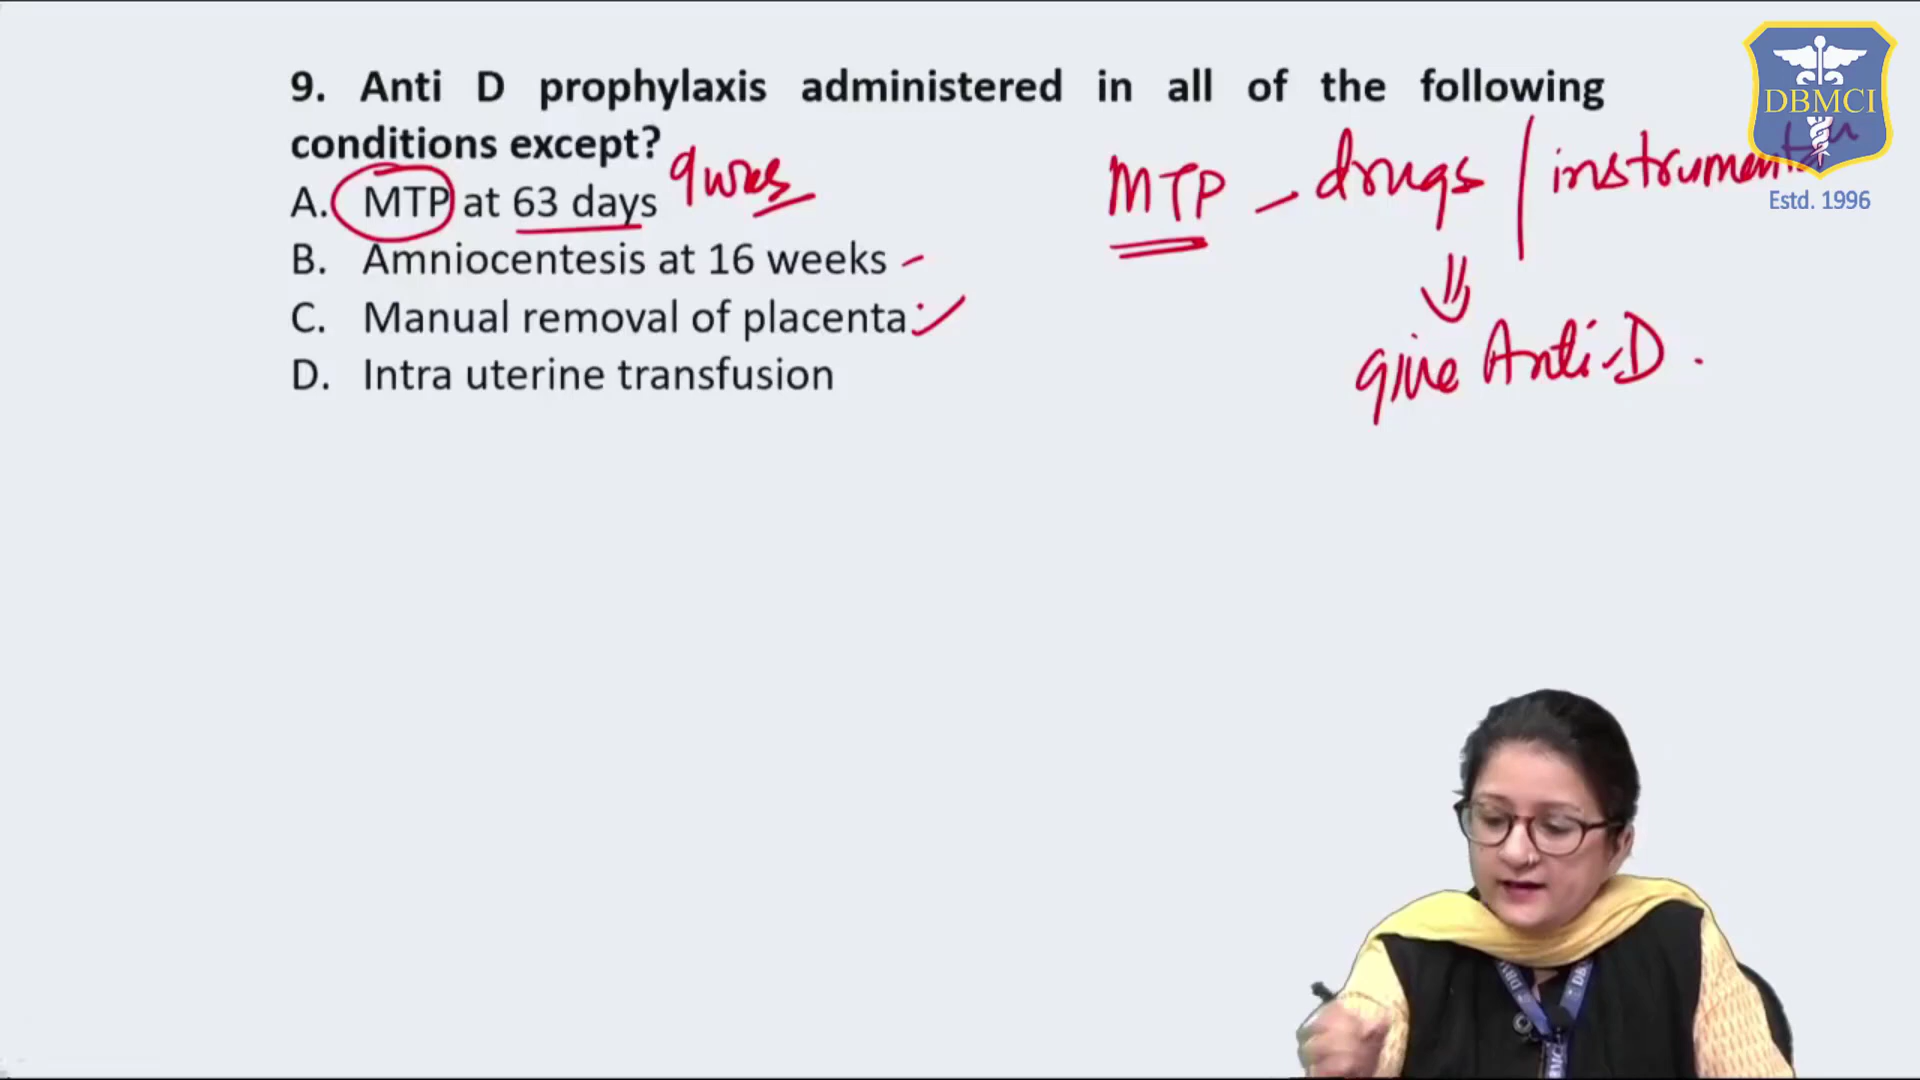 9. Anti D prophylaxis administered in all of the following
conditions except?
A. MTP at 63 days 9 wks
B. Amniocentesis at 16 weeks
C. Manual removal of placenta
D. Intra uterine transfusion
MTP - drugs /
give Anti-D.
DBMCI
Estd. 1996